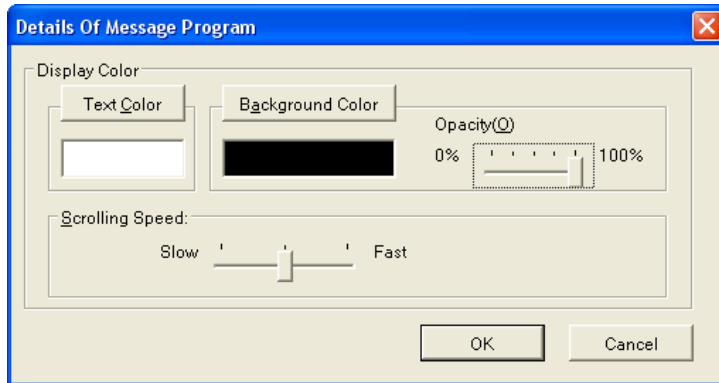 Details Of Message Program
Display Color
Text Color
Background Color
Opacity(O)
0%
100%
Scrolling Speed:
Slow
Fast
OK
Cancel